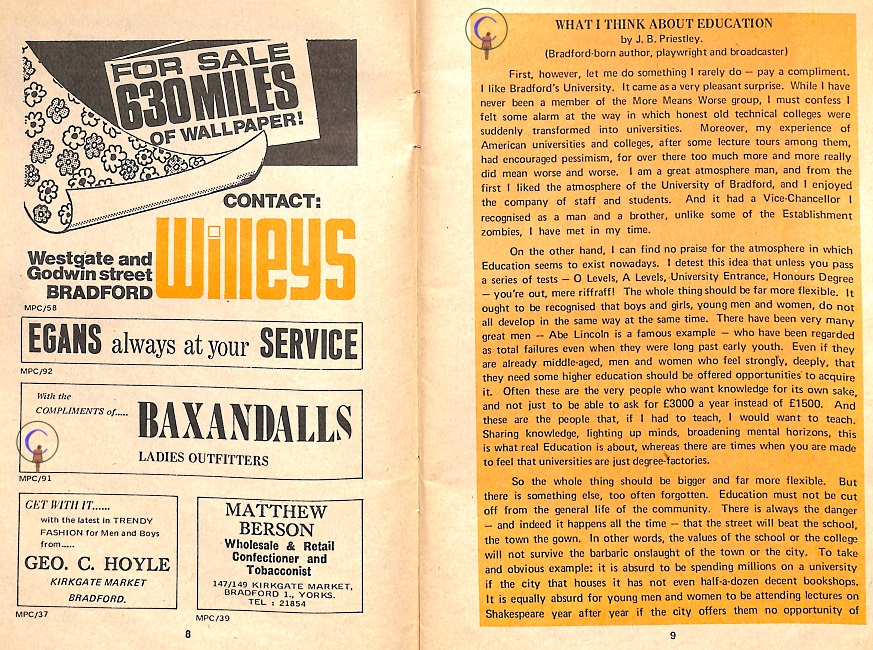 FOR SALE
630 MILES
OF WALLPAPER!
CONTACT:
Willeys
Westgate and
Godwin street
BRADFORD
MPC/58
EGANS always at your SERVICE
MPC/92
With the
COMPLIMENTS of.....
BAXANDALLS
LADIES OUTFITTERS
MPC/91
GET WITH IT......
with the latest in TRENDY
FASHION for Men and Boys
from.....
GEO. C. HOYLE
KIRKGATE MARKET
BRADFORD.
MPC/37
MATTHEW
BERSON
Wholesale & Retail
Confectioner and
Tobacconist
147/149 KIRKGATE MARKET,
BRADFORD 1., YORKS.
TEL : 21854
MPC/39
8
WHAT I THINK ABOUT EDUCATION
by J. B. Priestley.
(Bradford-born author, playwright and broadcaster)
First, however, let me do something I rarely do — pay a compliment.
I like Bradford's University. It came as a very pleasant surprise. While I have
never been a member of the More Means Worse group, I must confess I
felt some alarm at the way in which honest old technical colleges were
suddenly transformed into universities. Moreover, my experience of
American universities and colleges, after some lecture tours among them,
had encouraged pessimism, for over there too much more and more really
did mean worse and worse. I am a great atmosphere man, and from the
first I liked the atmosphere of the University of Bradford, and I enjoyed
the company of staff and students. And it had a Vice-Chancellor I
recognised as a man and a brother, unlike some of the Establishment
zombies, I have met in my time.
On the other hand, I can find no praise for the atmosphere in which
Education seems to exist nowadays. I detest this idea that unless you pass
a series of tests — O Levels, A Levels, University Entrance, Honours Degree
— you're out, mere riffraff! The whole thing should be far more flexible. It
ought to be recognised that boys and girls, young men and women, do not
all develop in the same way at the same time. There have been very many
great men — Abe Lincoln is a famous example — who have been regarded
as total failures even when they were long past early youth. Even if they
are already middle-aged, men and women who feel strongly, deeply, that
they need some higher education should be offered opportunities to acquire
it. Often these are the very people who want knowledge for its own sake,
and not just to be able to ask for £3000 a year instead of £1500. And
these are the people that, if I had to teach, I would want to teach.
Sharing knowledge, lighting up minds, broadening mental horizons, this
is what real Education is about, whereas there are times when you are made
to feel that universities are just degree-factories.
So the whole thing should be bigger and far more flexible. But
there is something else, too often forgotten. Education must not be cut
off from the general life of the community. There is always the danger
— and indeed it happens all the time — that the street will beat the school,
the town the gown. In other words, the values of the school or the college
will not survive the barbaric onslaught of the town or the city. To take
and obvious example: it is absurd to be spending millions on a university
if the city that houses it has not even half-a-dozen decent bookshops.
It is equally absurd for young men and women to be attending lectures on
Shakespeare year after year if the city offers them no opportunity of
9